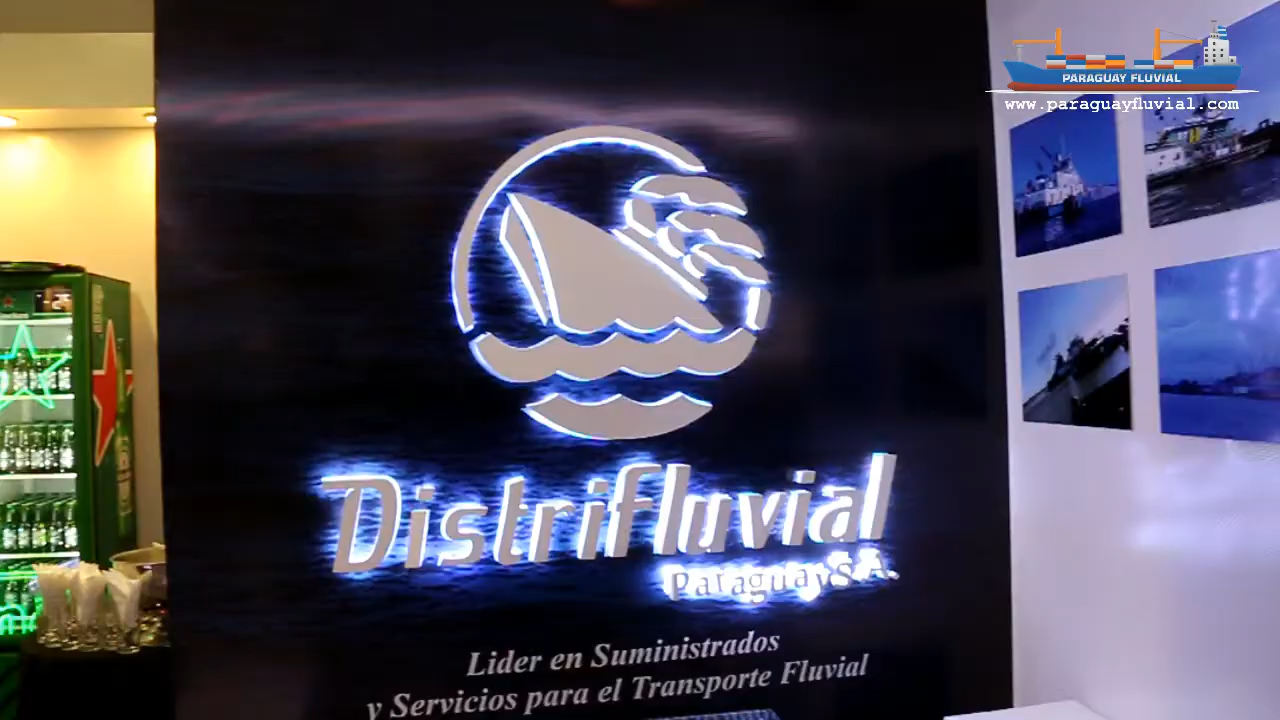 PARAGUAY FLUVIAL
www.paraguayfluvial.com
Distrifluvial
Paraguay S.A.
Lider en Suministrados
y Servicios para el Transporte Fluvial